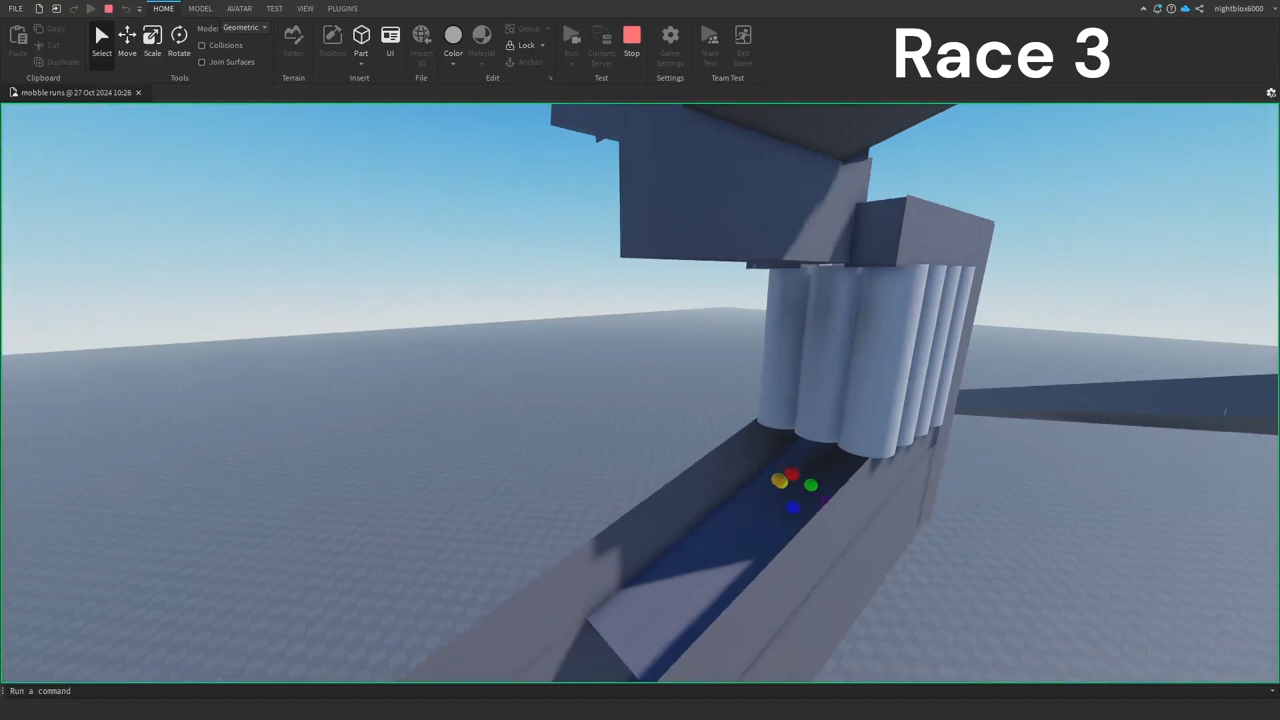 FILE
HOME
MODEL
AVATAR
TEST
VIEW
PLUGINS
nightblox6000
Paste
Copy
Cut
Duplicate
Clipboard
Select
Move
Scale
Rotate
Mode: Geometric
Collisions
Join Surfaces
Tools
Editor
Terrain
Toolbox
Part
UI
Insert
Import
3D
File
Color
Material
Group
Lock
Anchor
Edit
Run
Current:
Server
Stop
Test
Game
Settings
Settings
Team
Test
Exit
Game
Team Test
Race 3
mobble runs @ 27 Oct 2024 10:26
Run a command